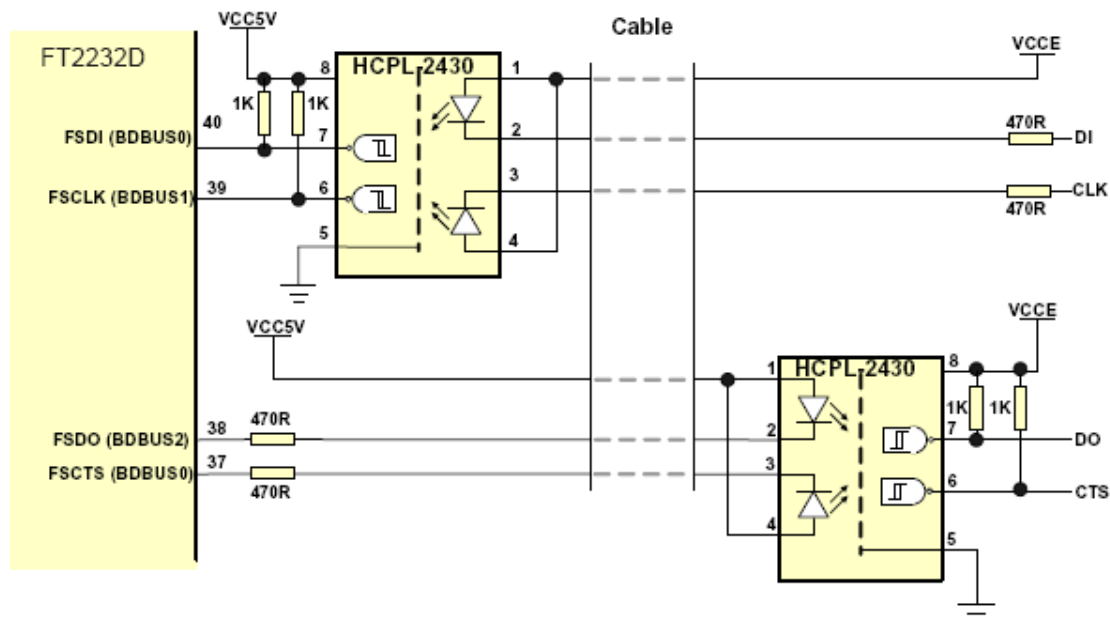 VCC5V
Cable
FT2232D
VCCE
HCPL-2430
8
1
1K
1K
40
7
2
470R
FSDI (BDBUS0)
DI
3
FSCLK (BDBUS1)
39
6
CLK
470R
5
4
VCC5V
VCCE
HCPL-2430
1
8
1K
1K
470R
38
FSDO (BDBUS2)
2
7
DO
37
FSCTS (BDBUS0)
3
470R
6
CTS
4
5